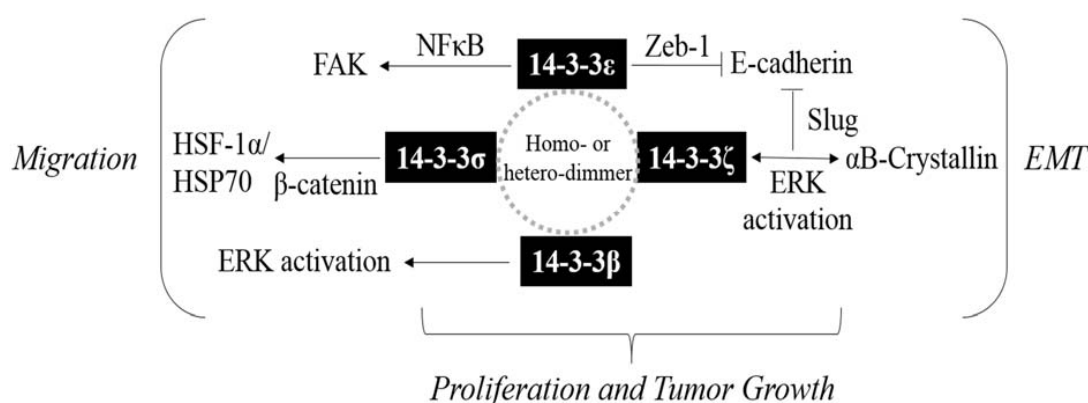 NFκB
Zeb-1
FAK
14-3-3ε
E-cadherin
Slug
Migration
HSF-1α/
HSP70
β-catenin
14-3-3σ
Homo- or
hetero-dimmer
14-3-3ζ
αB-Crystallin
EMT
ERK
activation
ERK activation
14-3-3β
Proliferation and Tumor Growth